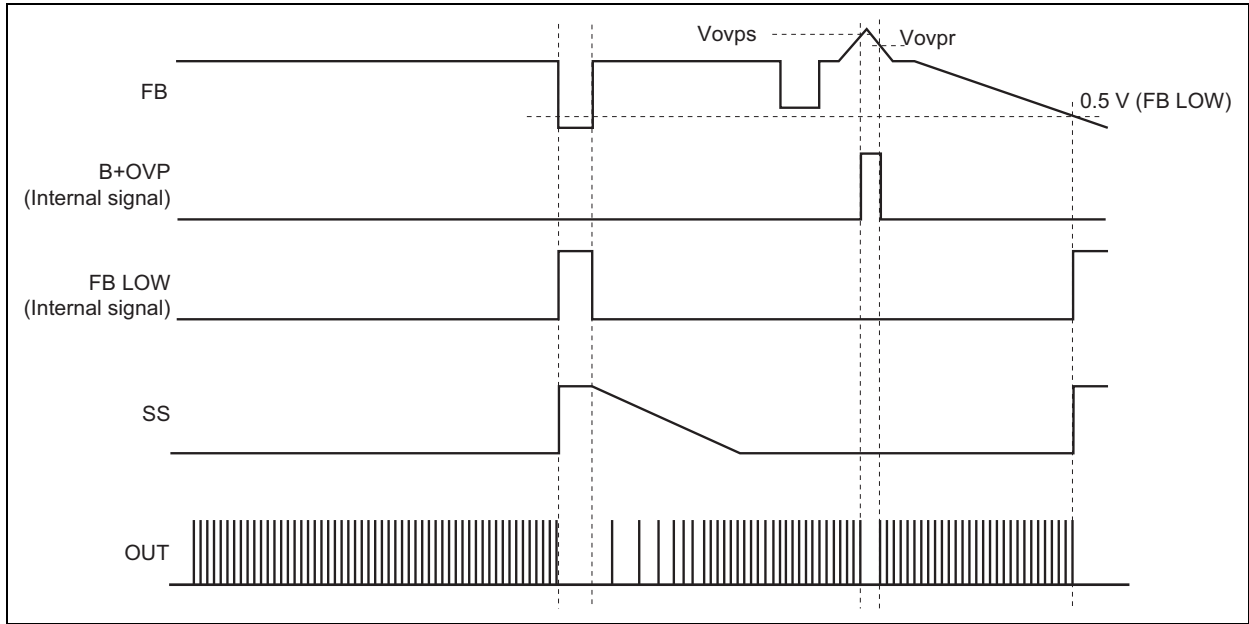 Vovps
Vovpr
FB
0.5 V (FB LOW)
B+OVP
(Internal signal)
FB LOW
(Internal signal)
SS
OUT